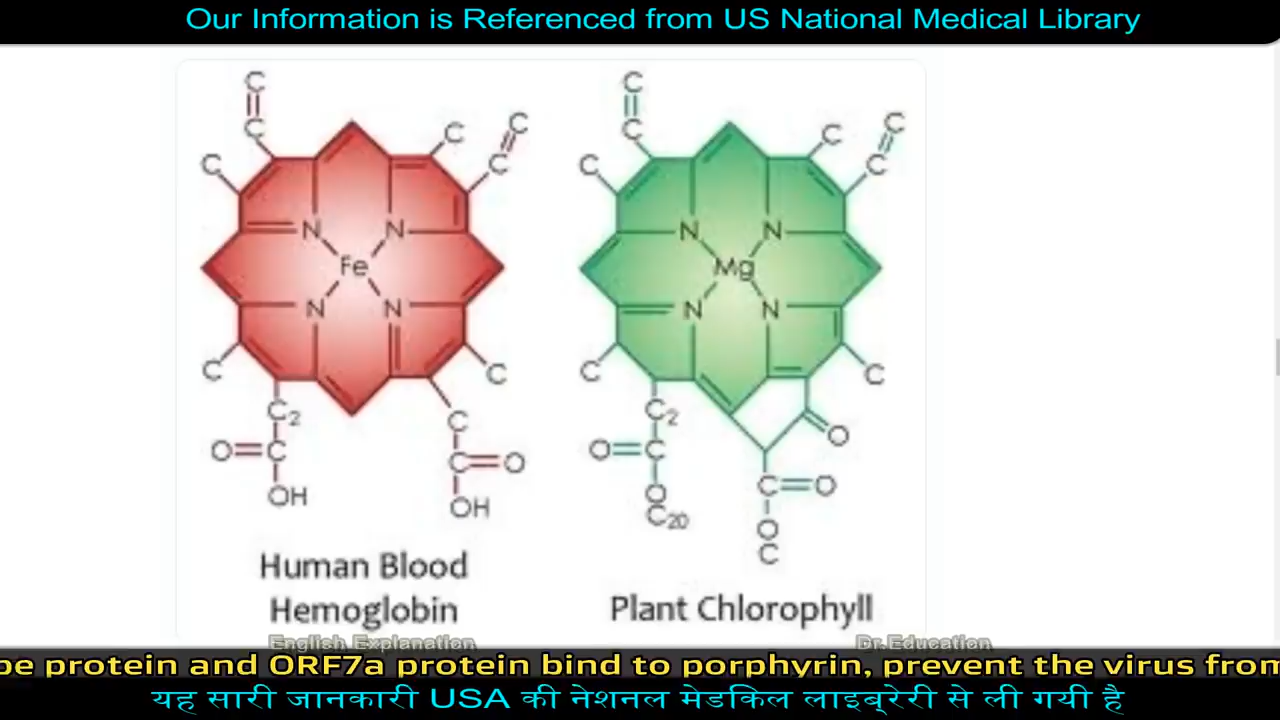 Our Information is Referenced from US National Medical Library
C
C
C
C
C
C
N
N
Fe
N
N
C
C
C2
C
O
C
OH
C
O
OH
Human Blood
Hemoglobin
C
C
C
C
C
C
N
N
Mg
N
N
C
C
C2
O
O
C
O
C20
C
O
O
C
Plant Chlorophyll
English Explanation
Dr.Education
pe protein and ORF7a protein bind to porphyrin, prevent the virus from
यह सारी जानकारी USA की नेशनल मेडकिल लाइब्रेरी से ली गयी है